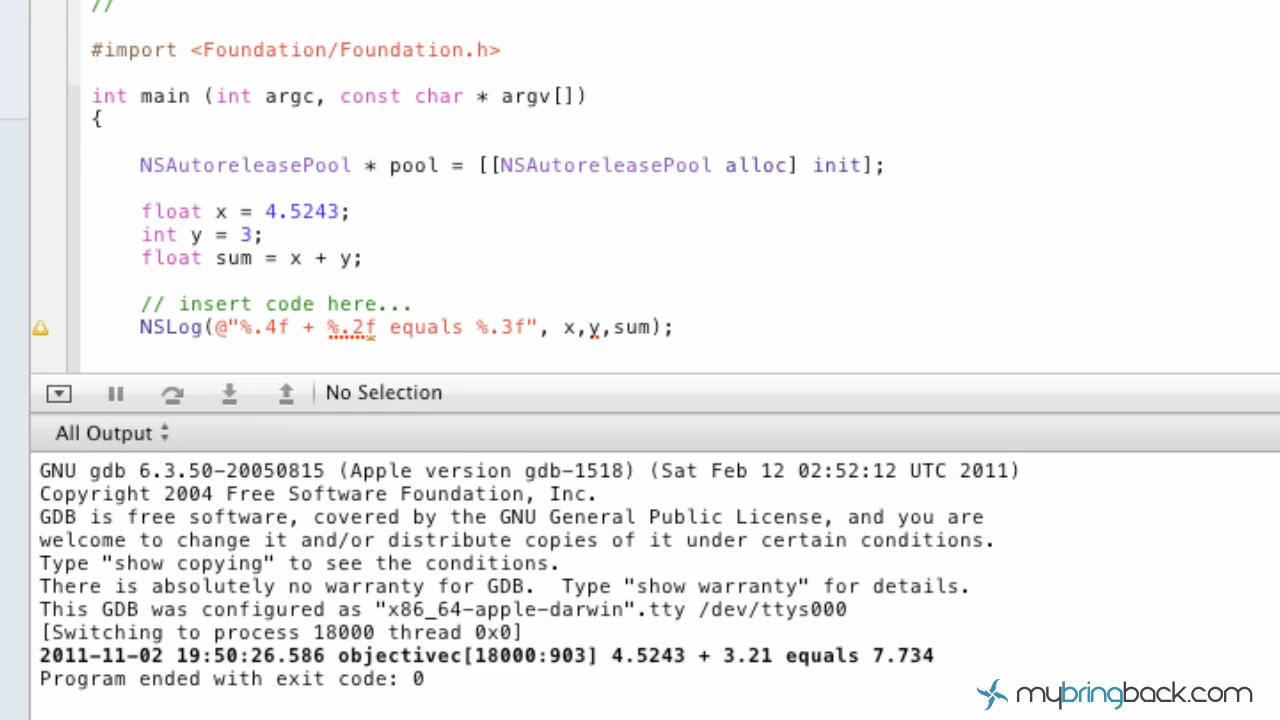 //
#import <Foundation/Foundation.h>
int main (int argc, const char * argv[])
{
NSAutoreleasePool * pool = [[NSAutoreleasePool alloc] init];
float x = 4.5243;
int y = 3;
float sum = x + y;
// insert code here...
NSLog(@"%.4f + %.2f equals %.3f", x,y,sum);
No Selection
All Output
GNU gdb 6.3.50-20050815 (Apple version gdb-1518) (Sat Feb 12 02:52:12 UTC 2011)
Copyright 2004 Free Software Foundation, Inc.
GDB is free software, covered by the GNU General Public License, and you are
welcome to change it and/or distribute copies of it under certain conditions.
Type "show copying" to see the conditions.
There is absolutely no warranty for GDB.  Type "show warranty" for details.
This GDB was configured as "x86_64-apple-darwin".tty /dev/ttys000
[Switching to process 18000 thread 0x0]
2011-11-02 19:50:26.586 objectivec[18000:903] 4.5243 + 3.21 equals 7.734
Program ended with exit code: 0
mybringback.com